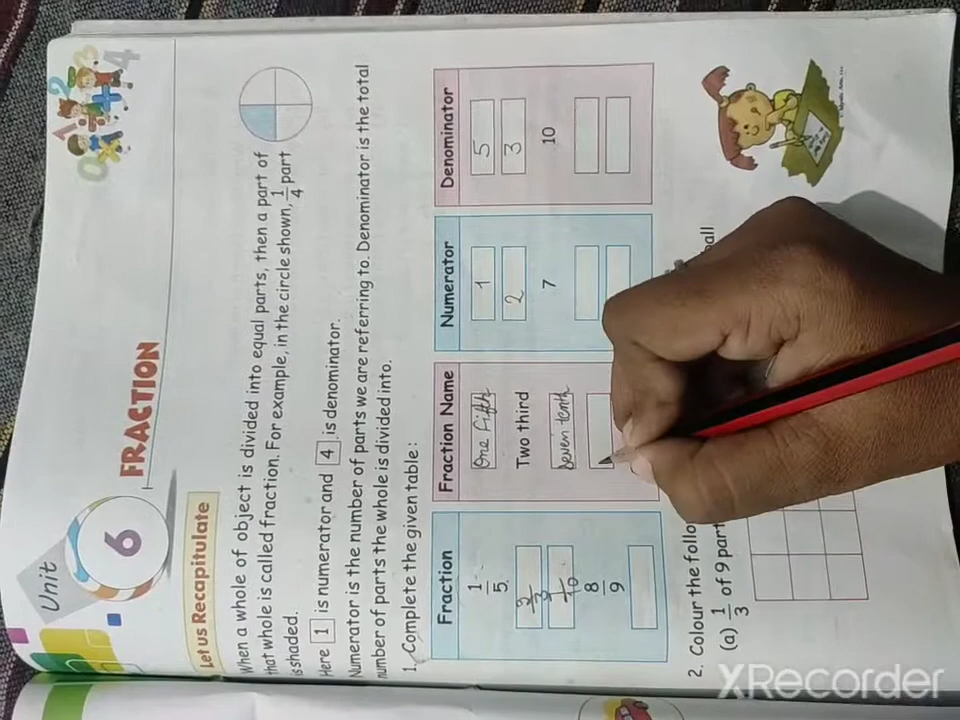 Unit
6
FRACTION
Let us Recapitulate
When a whole of object is divided into equal parts, then a part of
that whole is called fraction. For example, in the circle shown, 1/4 part
is shaded.
Here 1 is numerator and 4 is denominator.
Numerator is the number of parts we are referring to. Denominator is the total
number of parts the whole is divided into.
1. Complete the given table :
Fraction Fraction Name Numerator Denominator
1/5 One Fifth 1 5
2/3 Two third 2 3
7/10 Seven tenth 7 10
8/9
2. Colour the follo
(a) 1/3 of 9 part
XRecorder